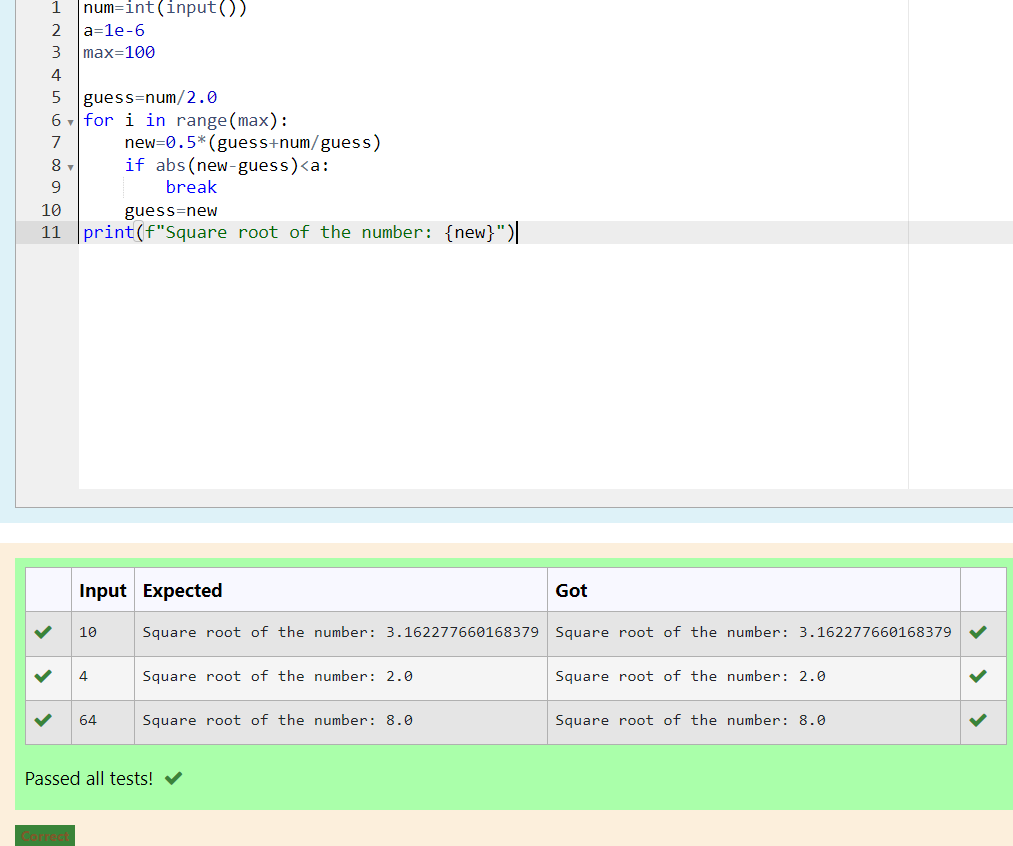 1 num=int(input())
2 a=1e-6
3 max=100
4
5 guess=num/2.0
6 for i in range(max):
7     new=0.5*(guess+num/guess)
8     if abs(new-guess)<a:
9         break
10     guess=new
11 print(f"Square root of the number: {new}")
Input Expected Got
10 Square root of the number: 3.162277660168379 Square root of the number: 3.162277660168379
4 Square root of the number: 2.0 Square root of the number: 2.0
64 Square root of the number: 8.0 Square root of the number: 8.0
Passed all tests!
Correct